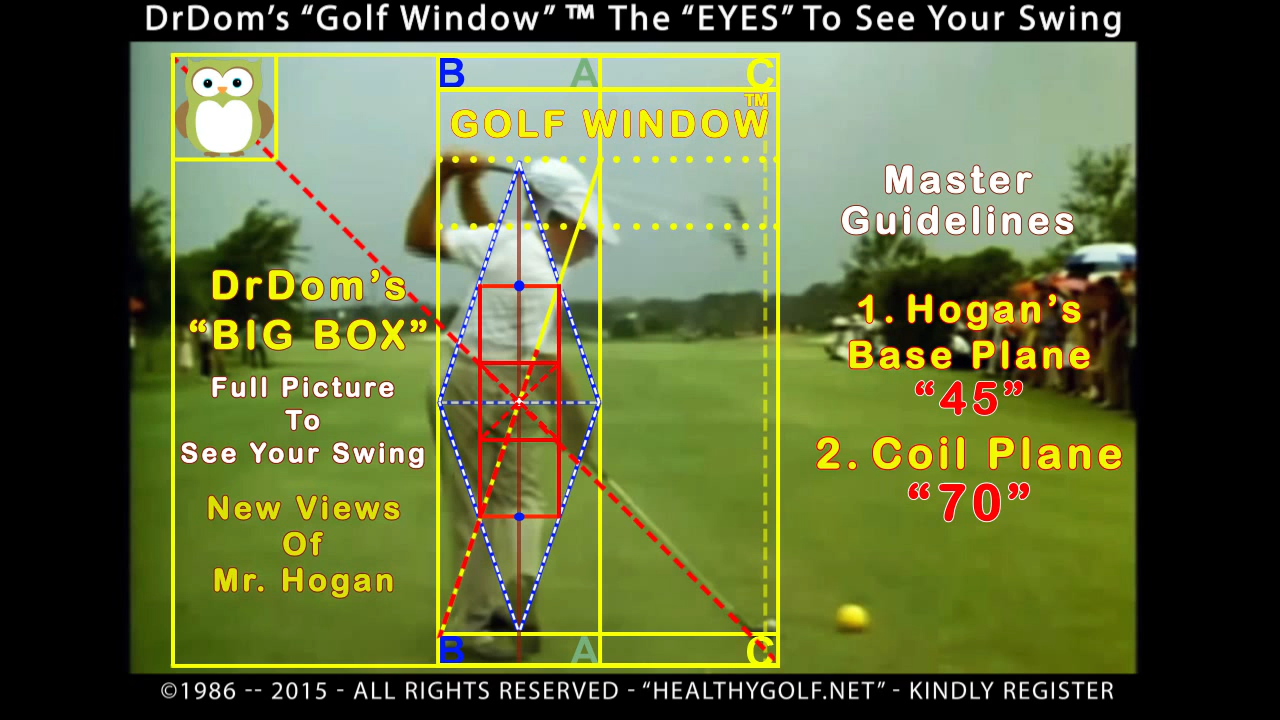 DrDom's “Golf Window” ™ The “EYES” To See Your Swing
B A C
GOLF WINDOW™
DrDom's
“BIG BOX”
Full Picture
To
See Your Swing
New Views
Of
Mr. Hogan
Master
Guidelines
1. Hogan's
Base Plane
“45”
2. Coil Plane
“70”
B A C
©1986 -- 2015 - ALL RIGHTS RESERVED - “HEALTHYGOLF.NET” - KINDLY REGISTER